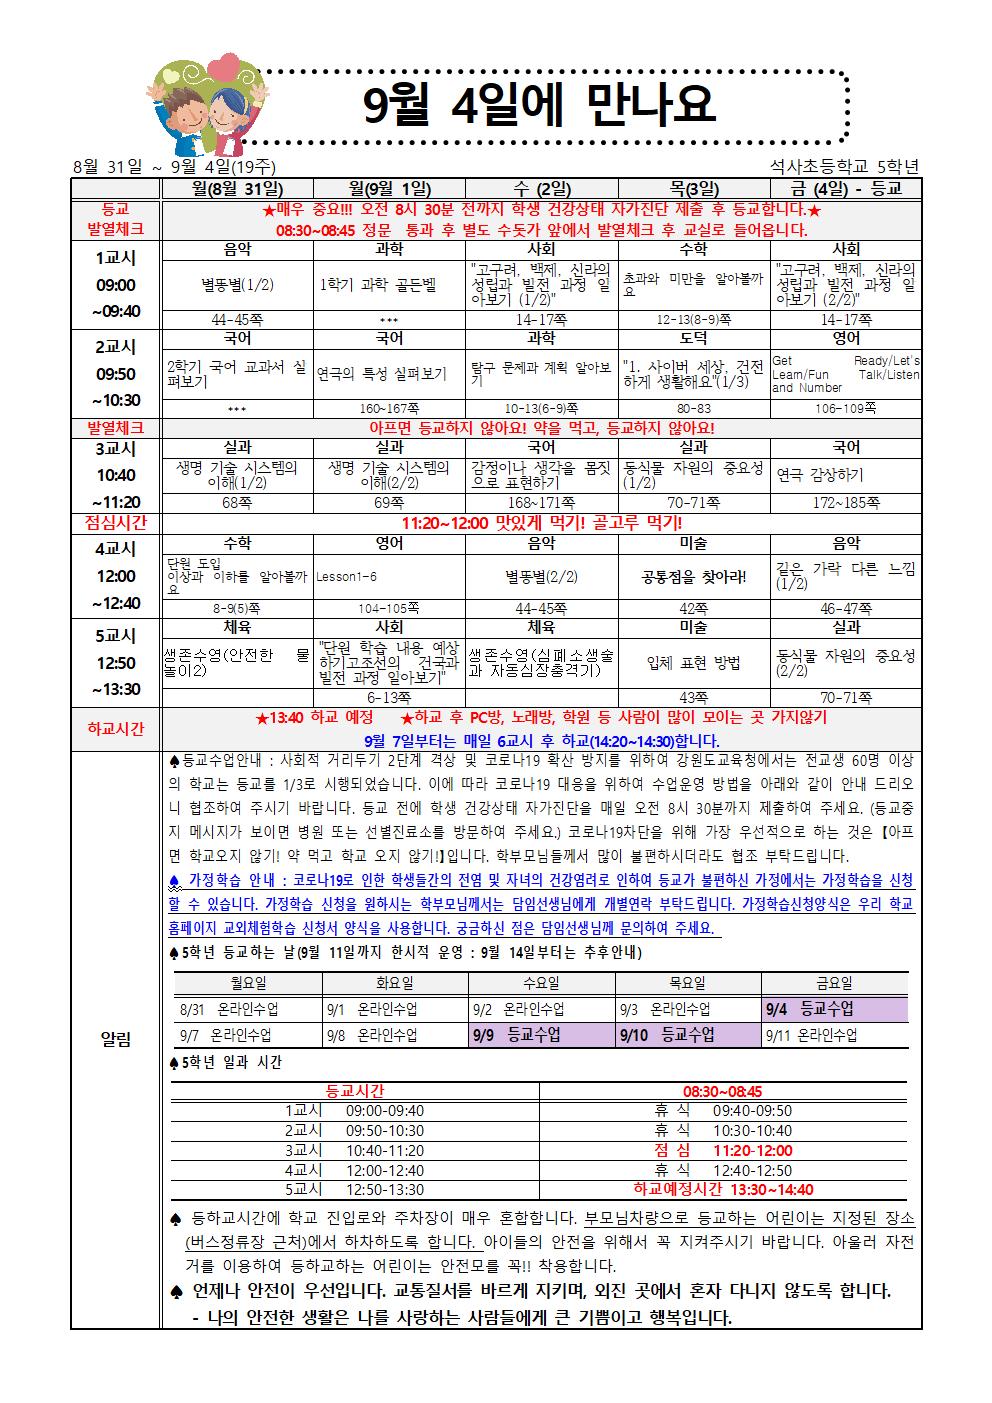 9월 4일에 만나요
8월 31일 ~ 9월 4일(19주)
석사초등학교 5학년
월(8월 31일) 월(9월 1일) 수 (2일) 목(3일) 금 (4일) - 등교
등교
발열체크
★매우 중요!!! 오전 8시 30분 전까지 학생 건강상태 자가진단 제출 후 등교합니다.★
08:30~08:45 정문 통과 후 별도 수돗가 앞에서 발열체크 후 교실로 들어옵니다.
1교시
09:00
~09:40
음악 과학 사회 수학 사회
별똥별(1/2)
1학기 과학 골든벨
"고구려, 백제, 신라의
성립과 발전 과정 알
아보기 (1/2)"
초과와 미만을 알아볼까
요
"고구려, 백제, 신라의
성립과 발전 과정 알
아보기 (2/2)"
44-45쪽 *** 14-17쪽 12-13(8-9)쪽 14-17쪽
2교시
09:50
~10:30
국어 국어 과학 도덕 영어
2학기 국어 교과서 살
펴보기
연극의 특성 살펴보기
탐구 문제과 계획 알아보
기
"1. 사이버 세상, 건전
하게 생활해요"(1/3)
Get Ready/Let's
Learn/Fun Talk/Listen
and Number
*** 160~167쪽 10-13(6-9)쪽 80-83 106-109쪽
발열체크
아프면 등교하지 않아요! 약을 먹고, 등교하지 않아요!
3교시
10:40
~11:20
실과 실과 국어 실과 국어
생명 기술 시스템의
이해(1/2)
생명 기술 시스템의
이해(2/2)
감정이나 생각을 몸짓
으로 표현하기
동식물 자원의 중요성
(1/2)
연극 감상하기
68쪽 69쪽 168~171쪽 70-71쪽 172~185쪽
점심시간
11:20~12:00 맛있게 먹기! 골고루 먹기!
4교시
12:00
~12:40
수학 영어 음악 미술 음악
단원 도입
이상과 이하를 알아볼까
요
Lesson1-6
별똥별(2/2)
공통점을 찾아라!
같은 가락 다른 느낌
(1/2)
8-9(5)쪽 104-105쪽 44-45쪽 42쪽 46-47쪽
5교시
12:50
~13:30
체육 사회 체육 미술 실과
생존수영(안전한 물
놀이2)
"단원 학습 내용 예상
하기고조선의 건국과
발전 과정 알아보기"
생존수영(심폐소생술
과 자동심장충격기)
입체 표현 방법
동식물 자원의 중요성
(2/2)
6-13쪽 43쪽 70-71쪽
하교시간
★13:40 하교 예정 ★하교 후 PC방, 노래방, 학원 등 사람이 많이 모이는 곳 가지않기
9월 7일부터는 매일 6교시 후 하교(14:20~14:30)합니다.
알림
♠등교수업안내 : 사회적 거리두기 2단계 격상 및 코로나19 확산 방지를 위하여 강원도교육청에서는 전교생 60명 이상
의 학교는 등교를 1/3로 시행되었습니다. 이에 따라 코로나19 대응을 위하여 수업운영 방법을 아래와 같이 안내 드리오
니 협조하여 주시기 바랍니다. 등교 전에 학생 건강상태 자가진단을 매일 오전 8시 30분까지 제출하여 주세요. (등교중
지 메시지가 보이면 병원 또는 선별진료소를 방문하여 주세요.) 코로나19차단을 위해 가장 우선적으로 하는 것은 【아프
면 학교오지 않기! 약 먹고 학교 오지 않기!】입니다. 학부모님들께서 많이 불편하시더라도 협조 부탁드립니다.
♠ 가정학습 안내 : 코로나19로 인한 학생들간의 전염 및 자녀의 건강염려로 인하여 등교가 불편하신 가정에서는 가정학습을 신청
할 수 있습니다. 가정학습 신청을 원하시는 학부모님께서는 담임선생님에게 개별연락 부탁드립니다. 가정학습신청양식은 우리 학교
홈페이지 교외체험학습 신청서 양식을 사용합니다. 궁금하신 점은 담임선생님께 문의하여 주세요.
♠5학년 등교하는 날(9월 11일까지 한시적 운영 : 9월 14일부터는 추후안내)
월요일 화요일 수요일 목요일 금요일
8/31 온라인수업 9/1 온라인수업 9/2 온라인수업 9/3 온라인수업 9/4 등교수업
9/7 온라인수업 9/8 온라인수업 9/9 등교수업 9/10 등교수업 9/11 온라인수업
♠5학년 일과 시간
등교시간 08:30~08:45
1교시 09:00-09:40 휴 식 09:40-09:50
2교시 09:50-10:30 휴 식 10:30-10:40
3교시 10:40-11:20 점 심 11:20-12:00
4교시 12:00-12:40 휴 식 12:40-12:50
5교시 12:50-13:30 하교예정시간 13:30~14:40
♠ 등하교시간에 학교 진입로와 주차장이 매우 혼합합니다. 부모님차량으로 등교하는 어린이는 지정된 장소
(버스정류장 근처)에서 하차하도록 합니다. 아이들의 안전을 위해서 꼭 지켜주시기 바랍니다. 아울러 자전
거를 이용하여 등하교하는 어린이는 안전모를 꼭!! 착용합니다.
♠ 언제나 안전이 우선입니다. 교통질서를 바르게 지키며, 외진 곳에서 혼자 다니지 않도록 합니다.
- 나의 안전한 생활은 나를 사랑하는 사람들에게 큰 기쁨이고 행복입니다.